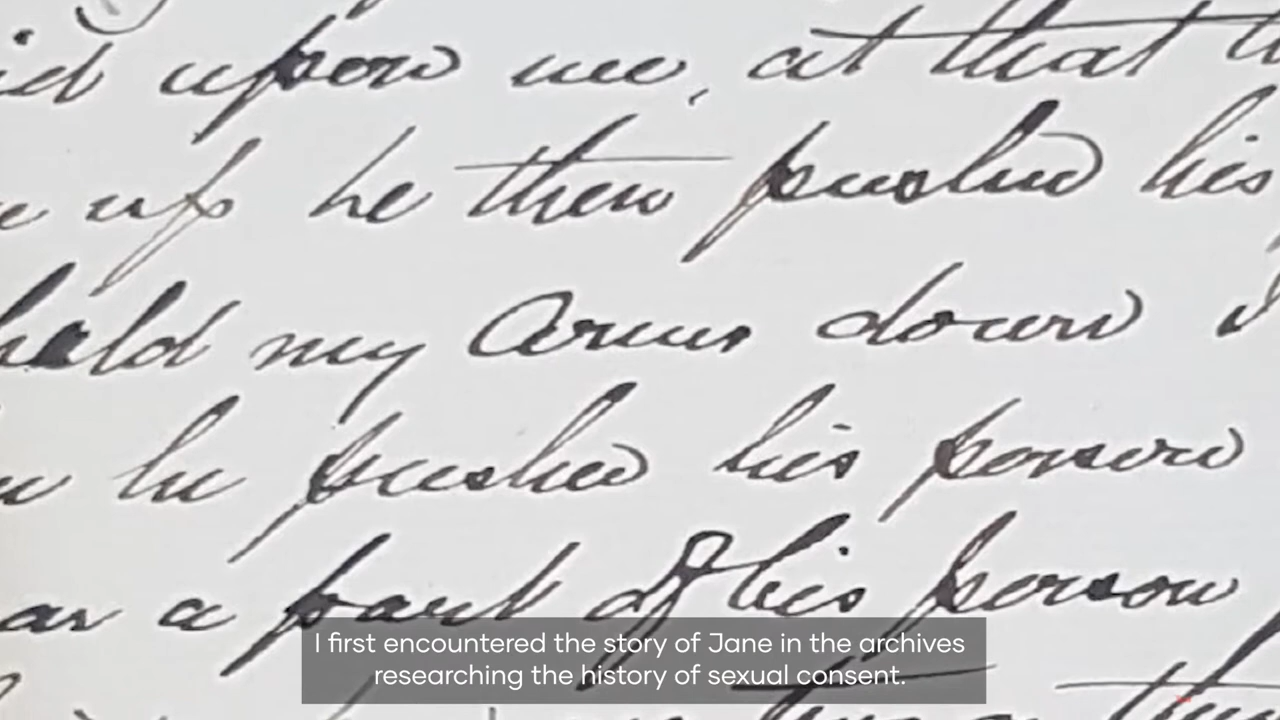 upon me, at that
up he then pushed his
held my Arms down I
he pushed his person
a part of his person
I first encountered the story of Jane in the archives
researching the history of sexual consent.